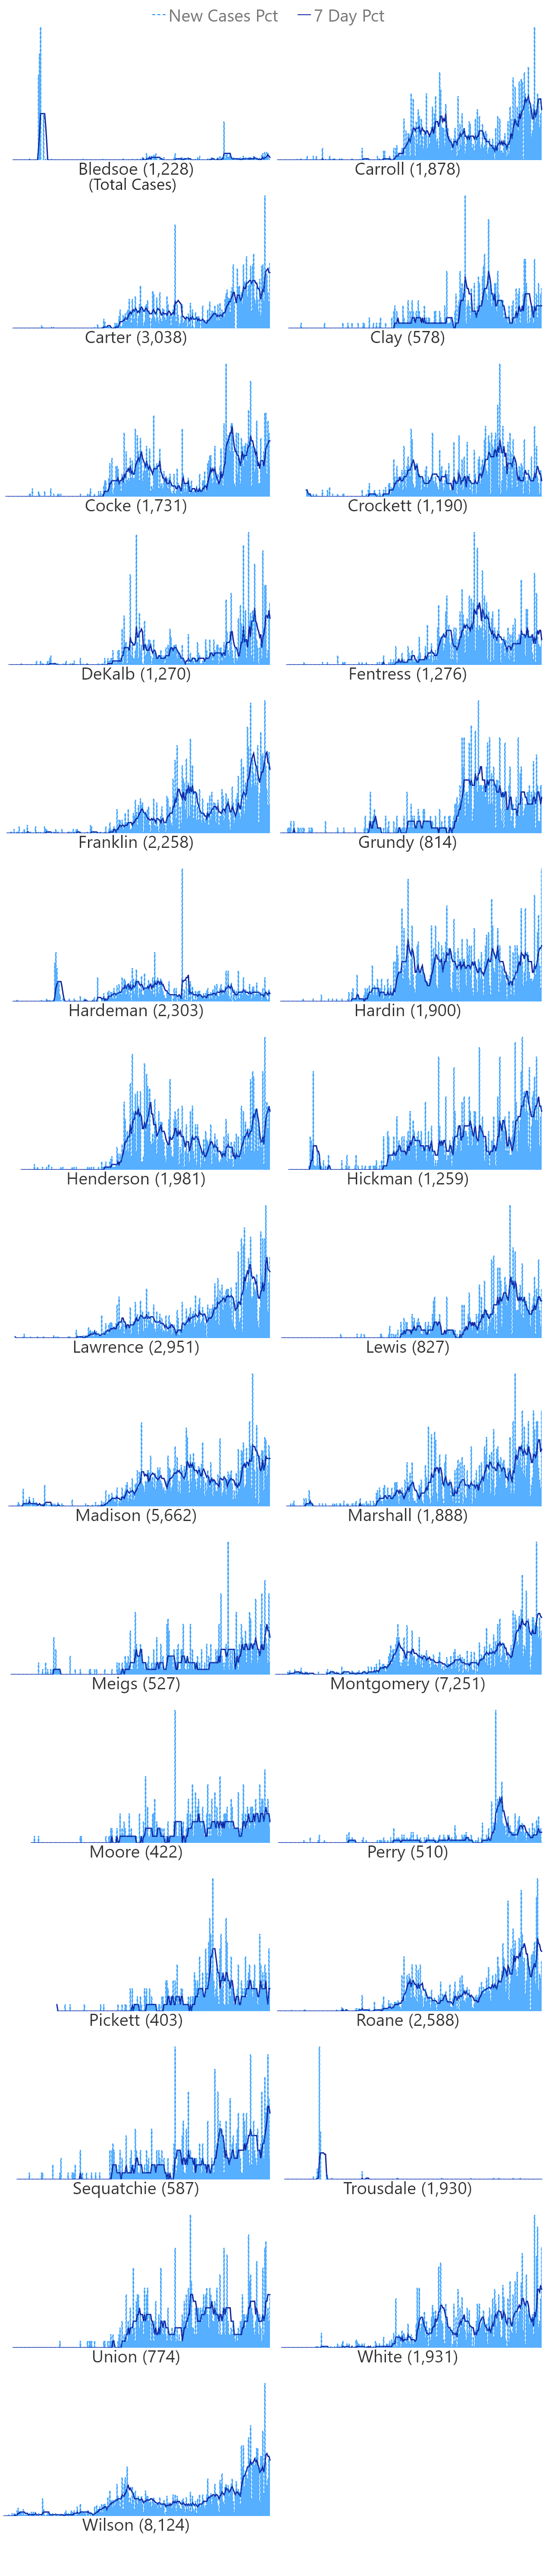 New Cases Pct 7 Day Pct
Bledsoe (1,228) Carroll (1,878)
(Total Cases)
Carter (3,038) Clay (578)
Cocke (1,731) Crockett (1,190)
DeKalb (1,270) Fentress (1,276)
Franklin (2,258) Grundy (814)
Hardeman (2,303) Hardin (1,900)
Henderson (1,981) Hickman (1,259)
Lawrence (2,951) Lewis (827)
Madison (5,662) Marshall (1,888)
Meigs (527) Montgomery (7,251)
Moore (422) Perry (510)
Pickett (403) Roane (2,588)
Sequatchie (587) Trousdale (1,930)
Union (774) White (1,931)
Wilson (8,124)